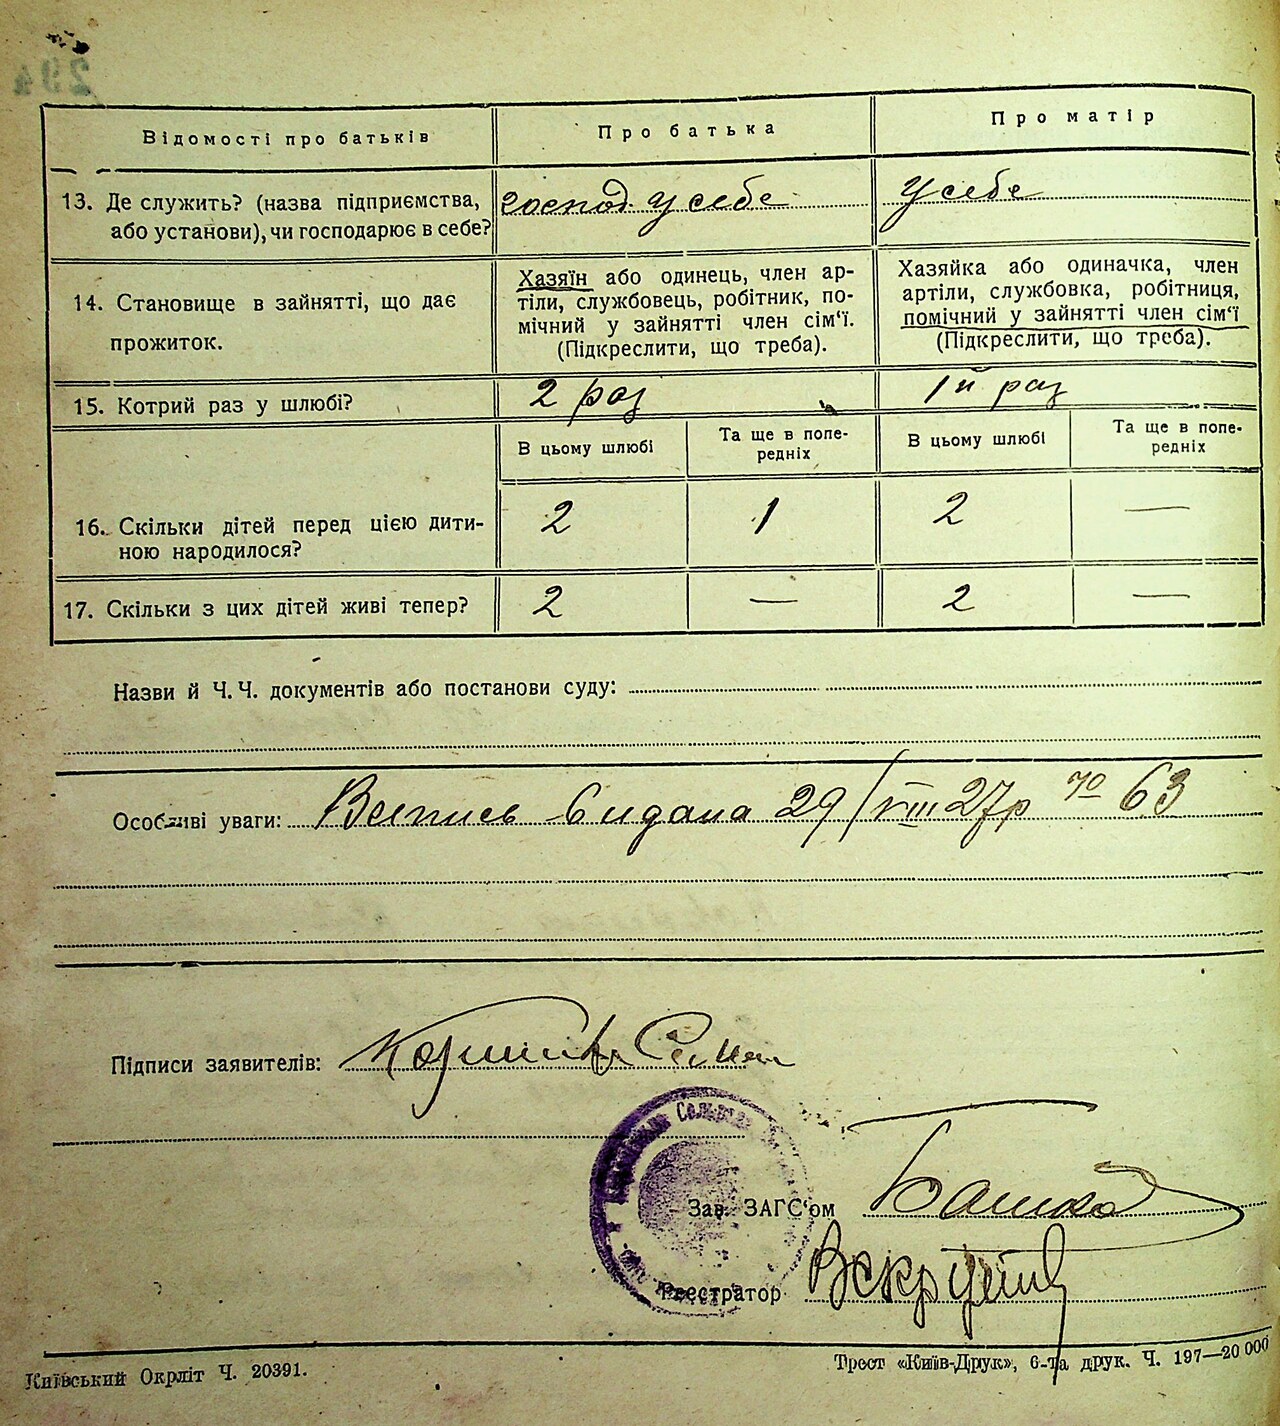 Відомості про батьків
Про батька
Про матір
13. Де служить? (назва підприємства, або установи), чи господарює в себе?
господ. у себе
у себе
14. Становище в зайнятті, що дає прожиток.
Хазяїн або одинець, член ар-
тіли, службовець, робітник, по-
мічний у зайнятті член сім‘ї.
(Підкреслити, що треба).
Хазяйка або одиначка, член
артіли, службовка, робітниця,
помічний у зайнятті член сім‘ї
(Підкреслити, що треба).
15. Котрий раз у шлюбі?
2 раз
1й раз
В цьому шлюбі
Та ще в попе-
редніх
В цьому шлюбі
Та ще в попе-
редніх
16. Скільки дітей перед цією дити-
ною народилося?
2
1
2
—
17. Скільки з цих дітей живі тепер?
2
—
2
—
Назви й Ч. Ч. документів або постанови суду:
Особливі уваги: Випись видана 29/VIII 27р 63
Підписи заявителів:
Зав. ЗАГС‘ом
Реєстратор
Київський Окрліт Ч. 20391.
Трест «Київ-Друк», 6-та друк. Ч. 197—20 000